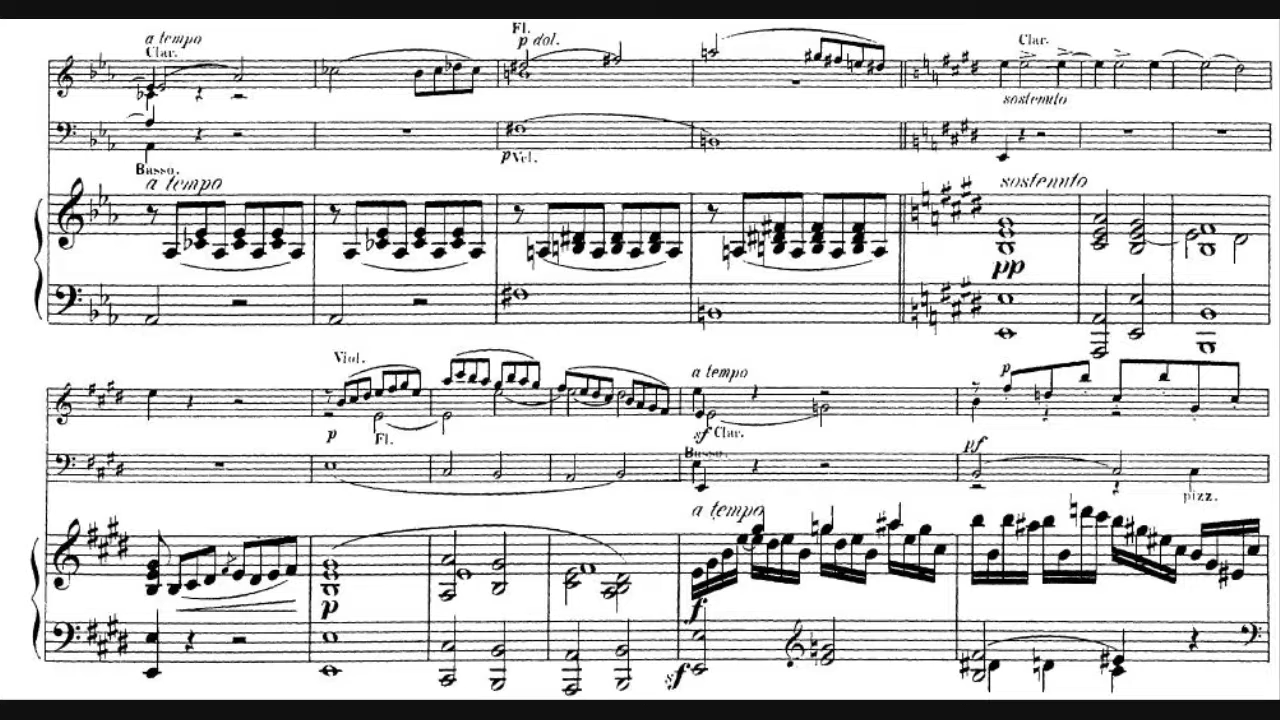 a tempo
Clar.
Fl.
p dol.
Clar.
sostenuto
p Vcl.
Basso.
a tempo
sostenuto
pp
Viol.
a tempo
p
p
Fl.
sf Clar.
Basso.
pf
pizz.
a tempo
p
f
sf